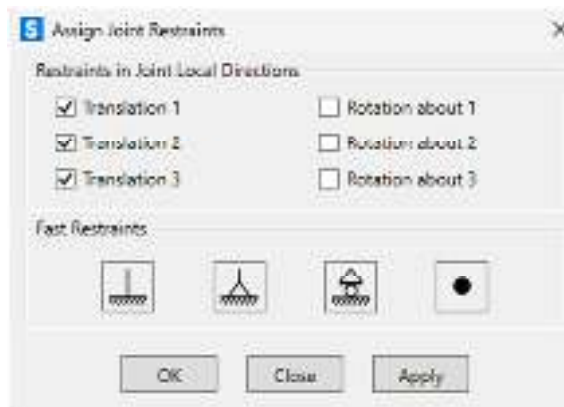 S Assign Joint Restraints
Restraints in Joint Local Directions
Translation 1 Rotation about 1
Translation 2 Rotation about 2
Translation 3 Rotation about 3
Fast Restraints
OK Close Apply